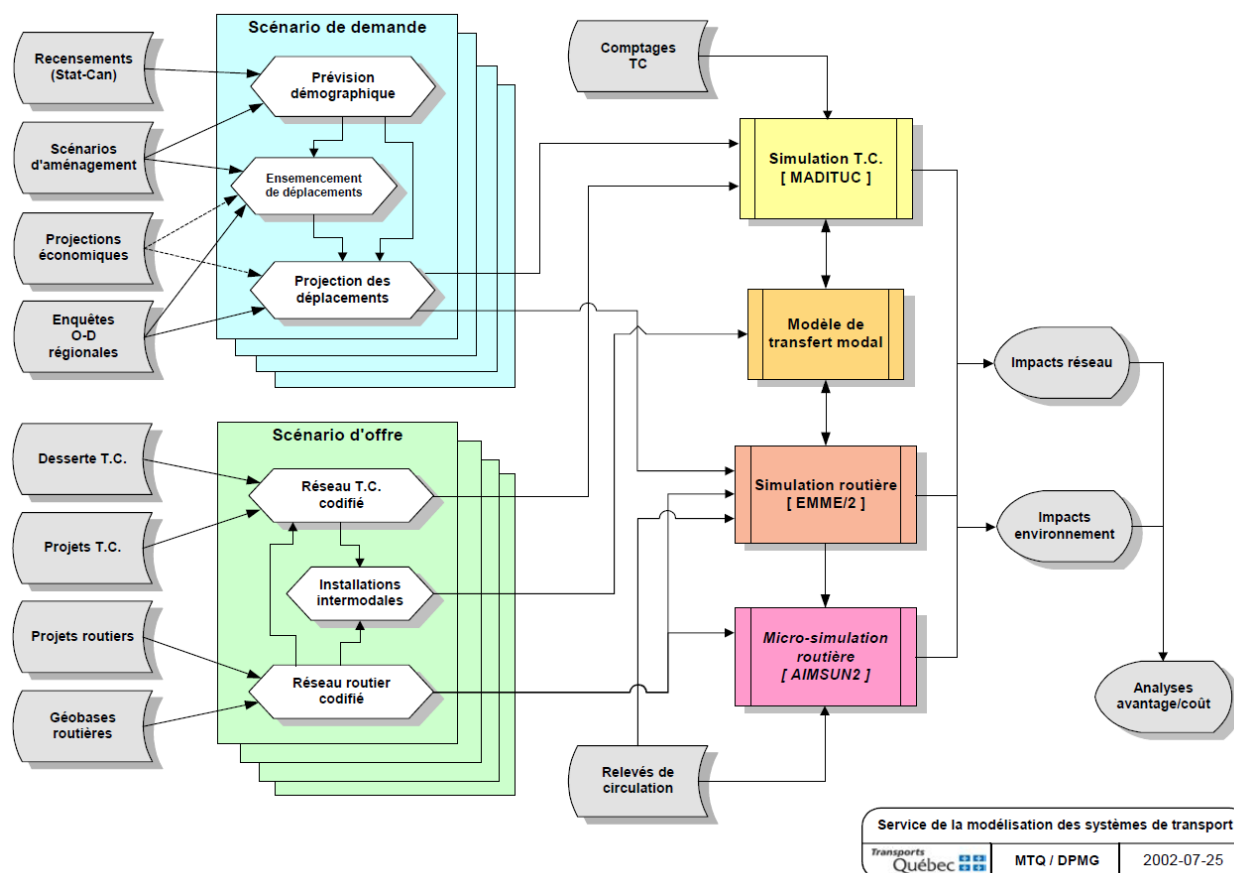 Scénario de demande
Recensements
(Stat-Can)
Prévision
démographique
Scénarios
d'aménagement
Ensemencement
de déplacements
Projections
économiques
Projection des
déplacements
Enquêtes
O-D
régionales
Comptages
TC
Simulation T.C.
[ MADITUC ]
Modèle de
transfert modal
Impacts réseau
Scénario d'offre
Desserte T.C.
Réseau T.C.
codifié
Projets T.C.
Installations
intermodales
Projets routiers
Réseau routier
codifié
Géobases
routières
Simulation routière
[ EMME/2 ]
Impacts
environnement
Micro-simulation
routière
[ AIMSUN2 ]
Analyses
avantage/coût
Relevés de
circulation
Service de la modélisation des systèmes de transport
Transports
Québec
MTQ / DPMG
2002-07-25